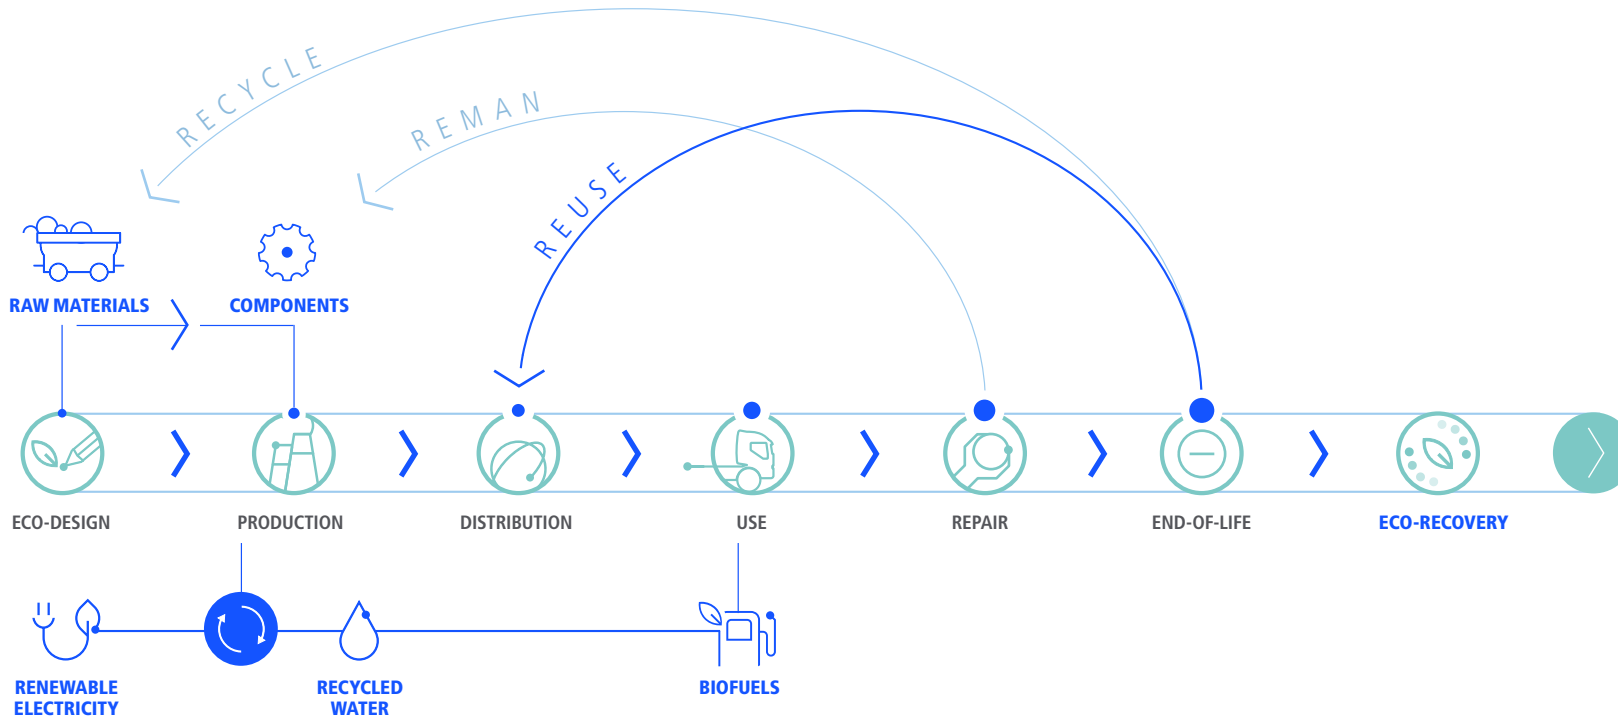 RECYCLE
REMAN
REUSE
RAW MATERIALS
COMPONENTS
ECO-DESIGN
PRODUCTION
DISTRIBUTION
USE
REPAIR
END-OF-LIFE
ECO-RECOVERY
RENEWABLE
ELECTRICITY
RECYCLED
WATER
BIOFUELS